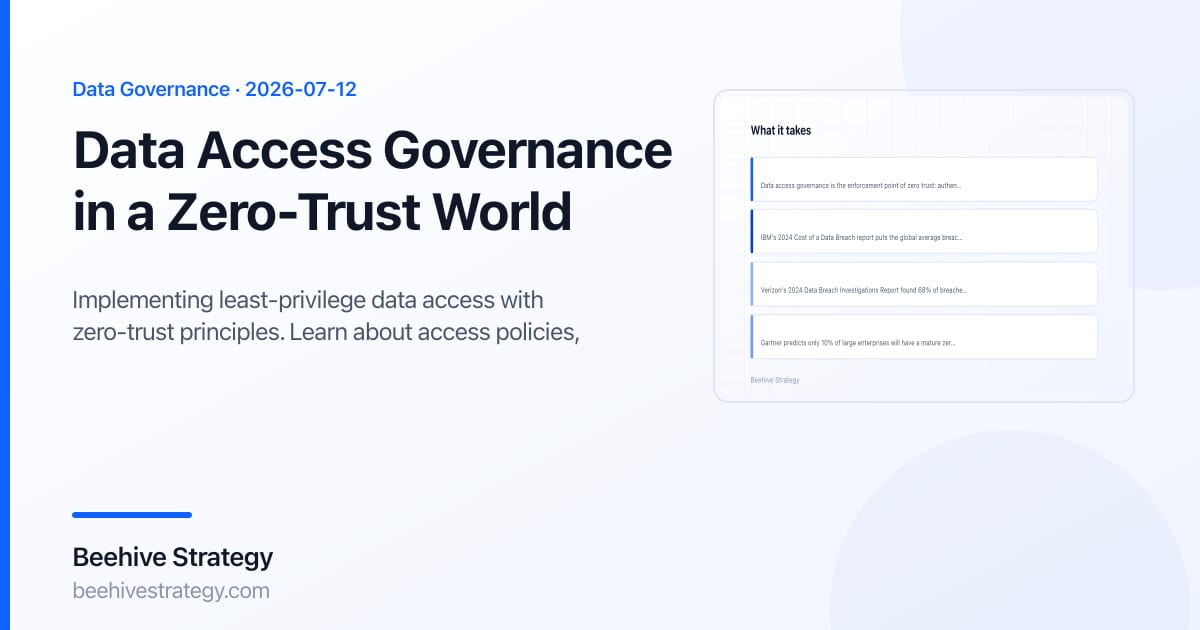 Data Governance · 2026-07-12
Data Access Governance
in a Zero-Trust World
Implementing least-privilege data access with
zero-trust principles. Learn about access policies,
What it takes
Data access governance is the enforcement point of zero trust: authen...
IBM's 2024 Cost of a Data Breach report puts the global average breac...
Verizon's 2024 Data Breach Investigations Report found 68% of breache...
Gartner predicts only 10% of large enterprises will have a mature zer...
Beehive Strategy
Beehive Strategy
beehivestrategy.com